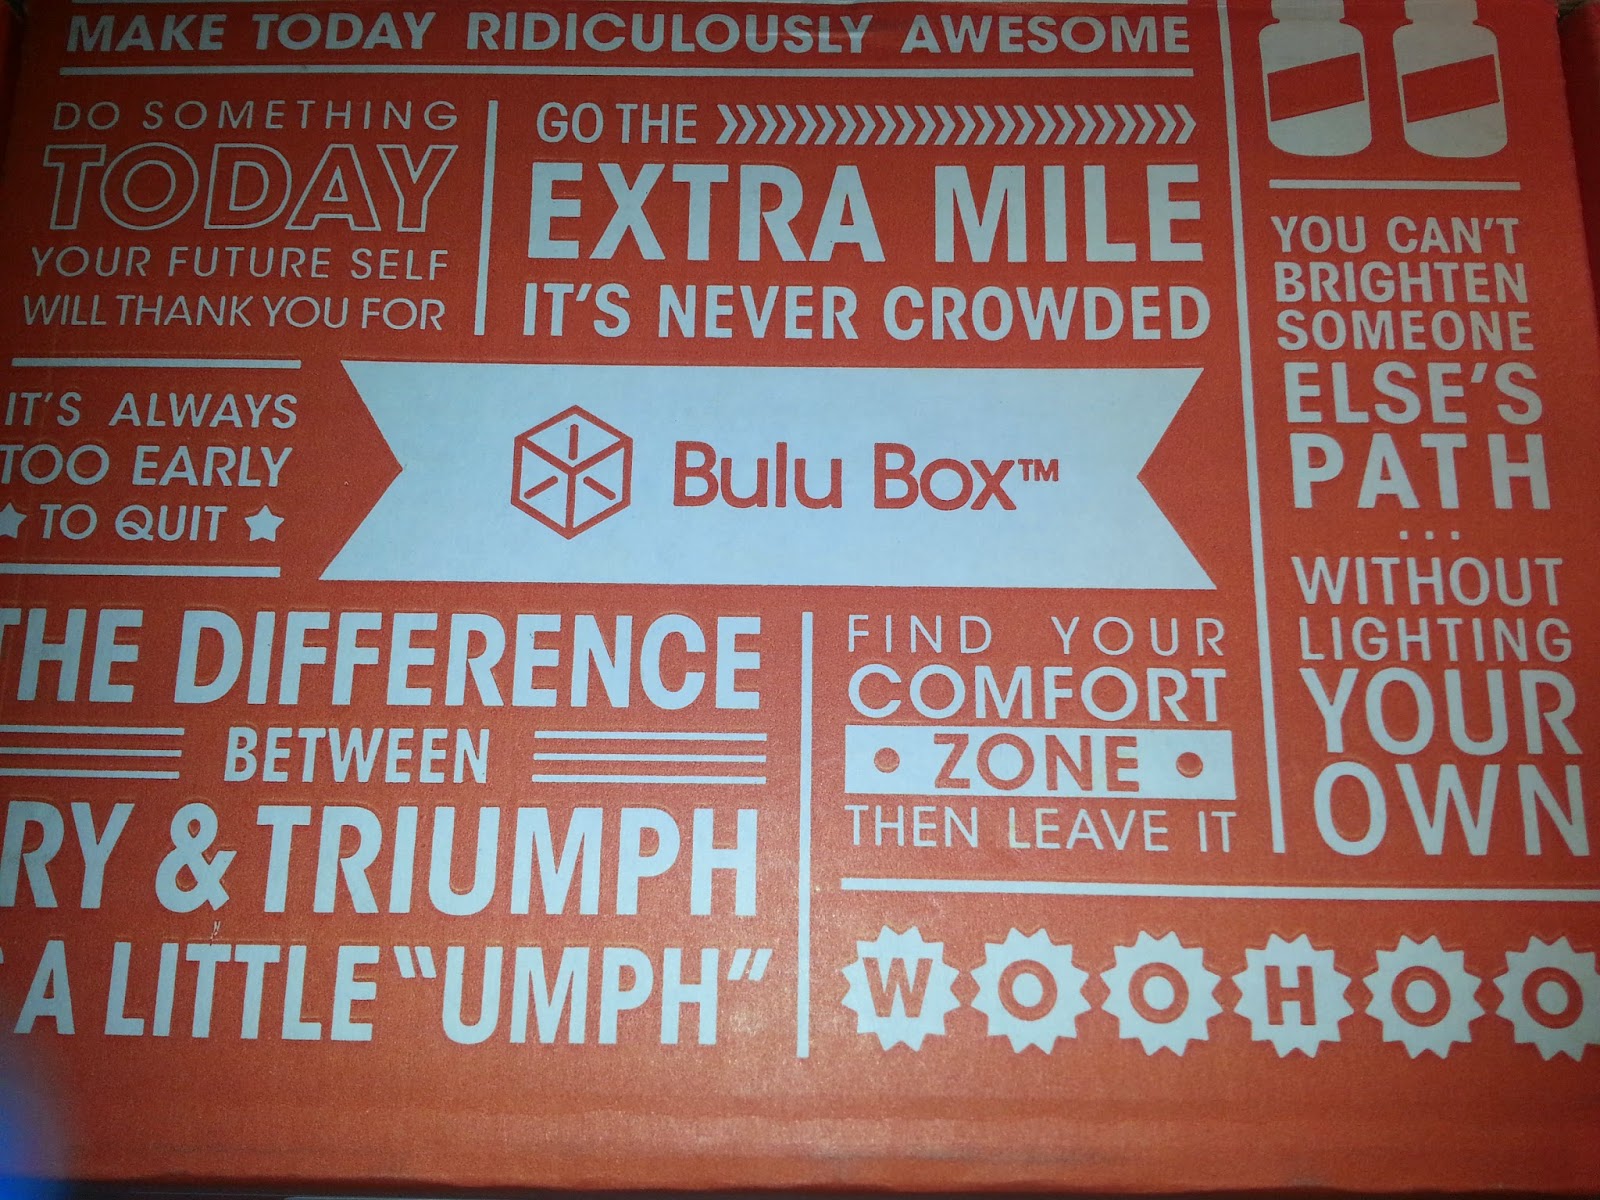 MAKE TODAY RIDICULOUSLY AWESOME
DO SOMETHING
TODAY
YOUR FUTURE SELF
WILL THANK YOU FOR
GO THE
EXTRA MILE
IT'S NEVER CROWDED
YOU CAN'T
BRIGHTEN
SOMEONE
ELSE'S
PATH
...
WITHOUT
LIGHTING
YOUR
OWN
IT'S ALWAYS
TOO EARLY
TO QUIT
Bulu Box™
THE DIFFERENCE
BETWEEN
RY & TRIUMPH
A LITTLE "UMPH"
FIND YOUR
COMFORT
ZONE
THEN LEAVE IT
WOOHOO